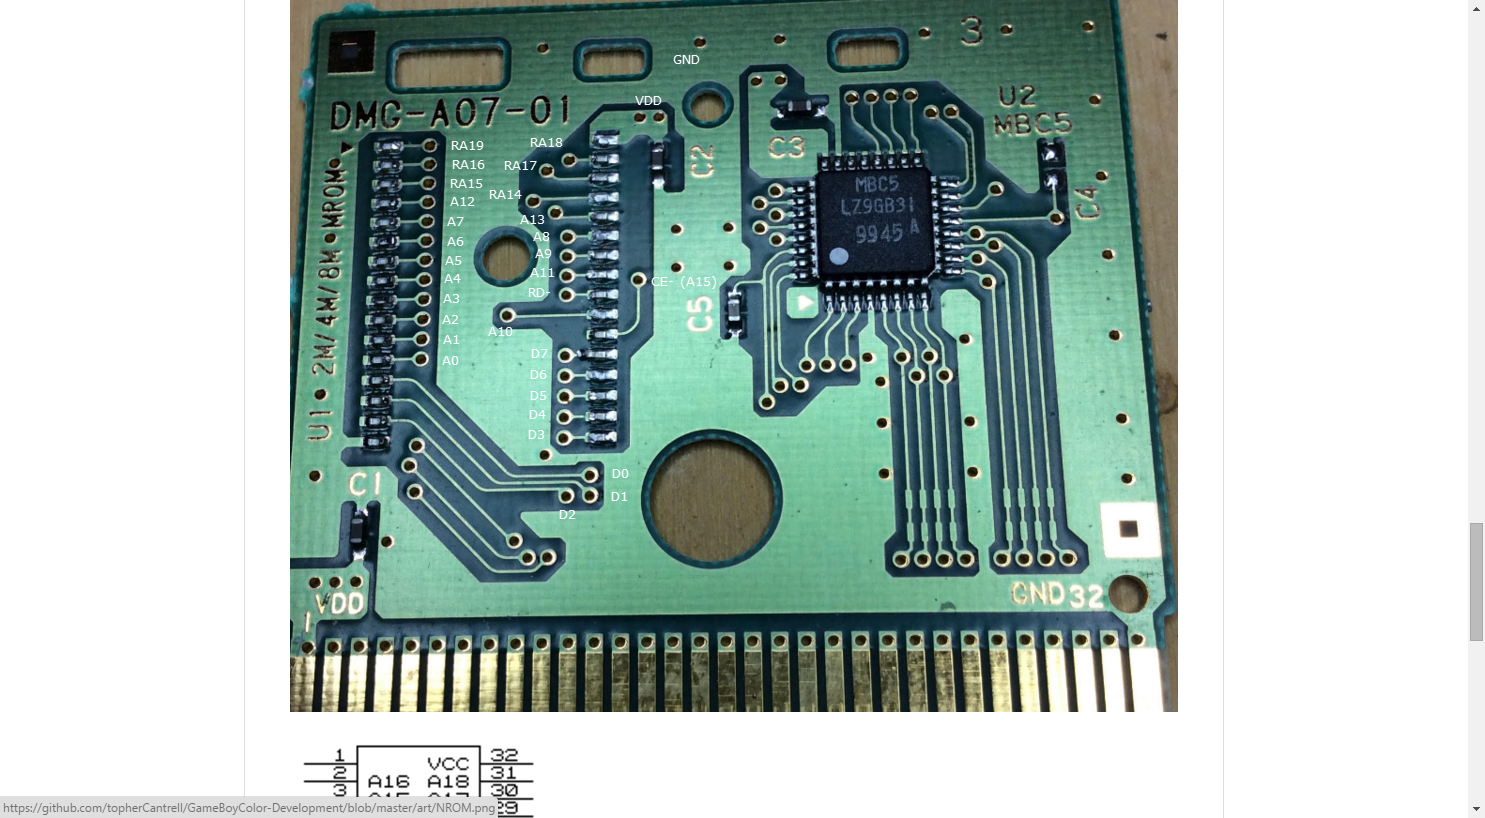 GND
3
VDD
DMG-A07-01
U2
MBC5
RA19
RA18
C3
RA16
RA17
C2
RA15
RA14
MBC5
LZ9GB31
9945 A
C4
A12
A7
A13
A6
A8
A5
A9
A4
A11
CE- (A15)
A3
RD-
C5
A2
A10
A1
A0
D7
D6
D5
D4
D3
U1 • 2M/4M/8M • MROM •
C1
D0
D1
D2
VDD
1
GND 32
1
VCC
32
2
A16
A18
31
3
30
29
https://github.com/topherCantrell/GameBoyColor-Development/blob/master/art/NROM.png